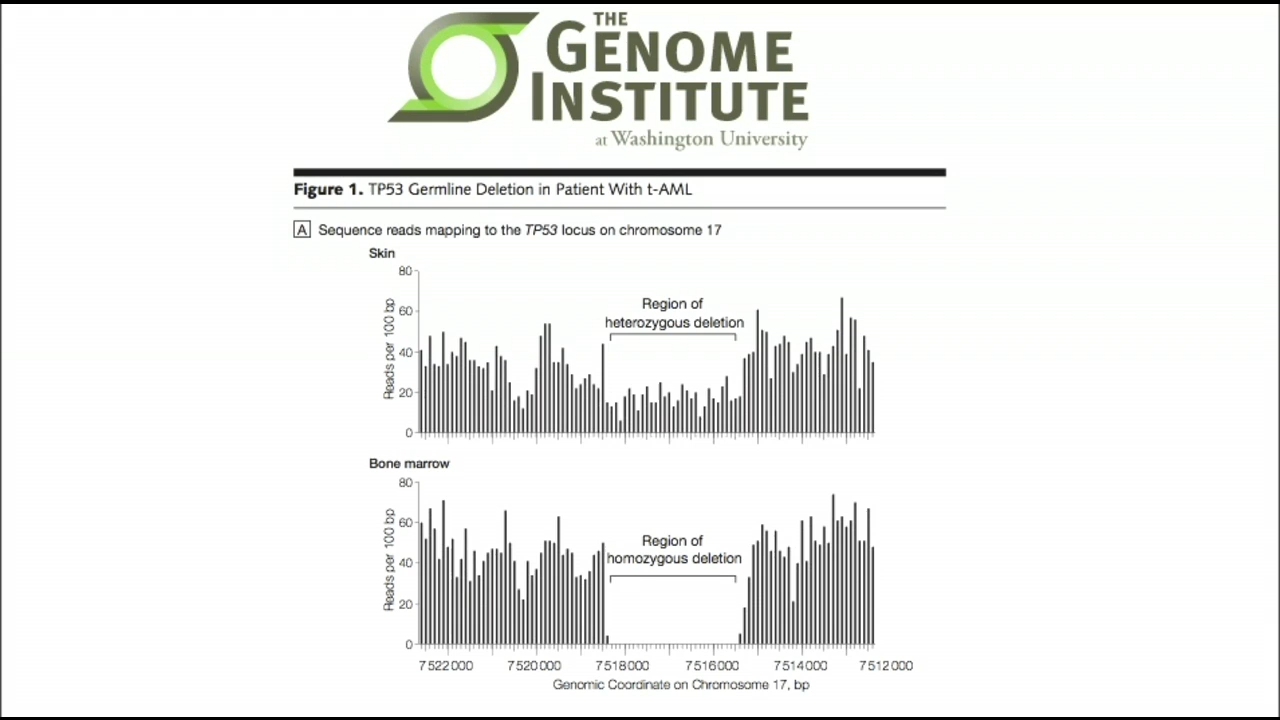 THE
GENOME
INSTITUTE
at Washington University
Figure 1. TP53 Germline Deletion in Patient With t-AML
A Sequence reads mapping to the TP53 locus on chromosome 17
Skin
80
60
40
20
0
Reads per 100 bp
Region of
heterozygous deletion
Bone marrow
80
60
40
20
0
Reads per 100 bp
Region of
homozygous deletion
7522000 7520000 7518000 7516000 7514000 7512000
Genomic Coordinate on Chromosome 17, bp